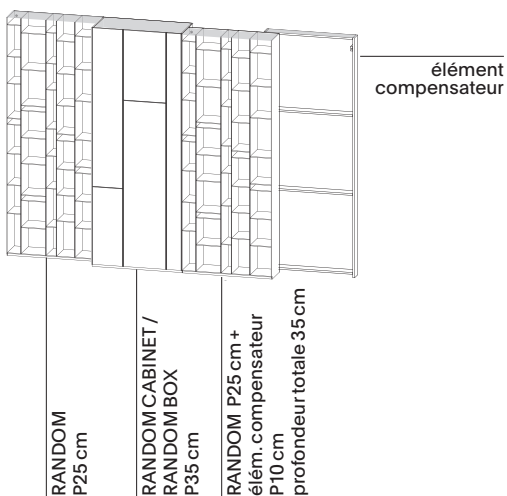 élément
compensateur
RANDOM
P25 cm
RANDOM CABINET /
RANDOM BOX
P35 cm
RANDOM P25 cm +
élém. compensateur
P10 cm
profondeur totale 35 cm